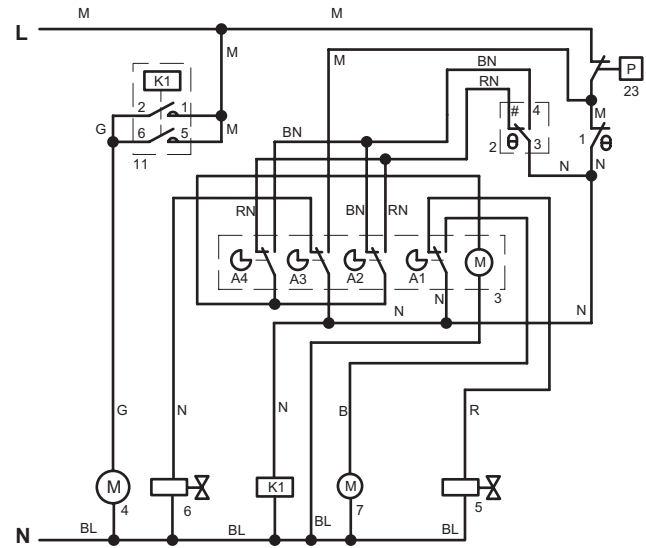 M M
L
M M BN
P
K1 RN
23
2 1 # 4 M
G M
6 5 BN 1
2 3
11 N N
RN BN RN
M
A4 A3 A2 A1
N 3
N N
G N N B R
M K1 M
4 6 7 5
BL BL BL BL
N